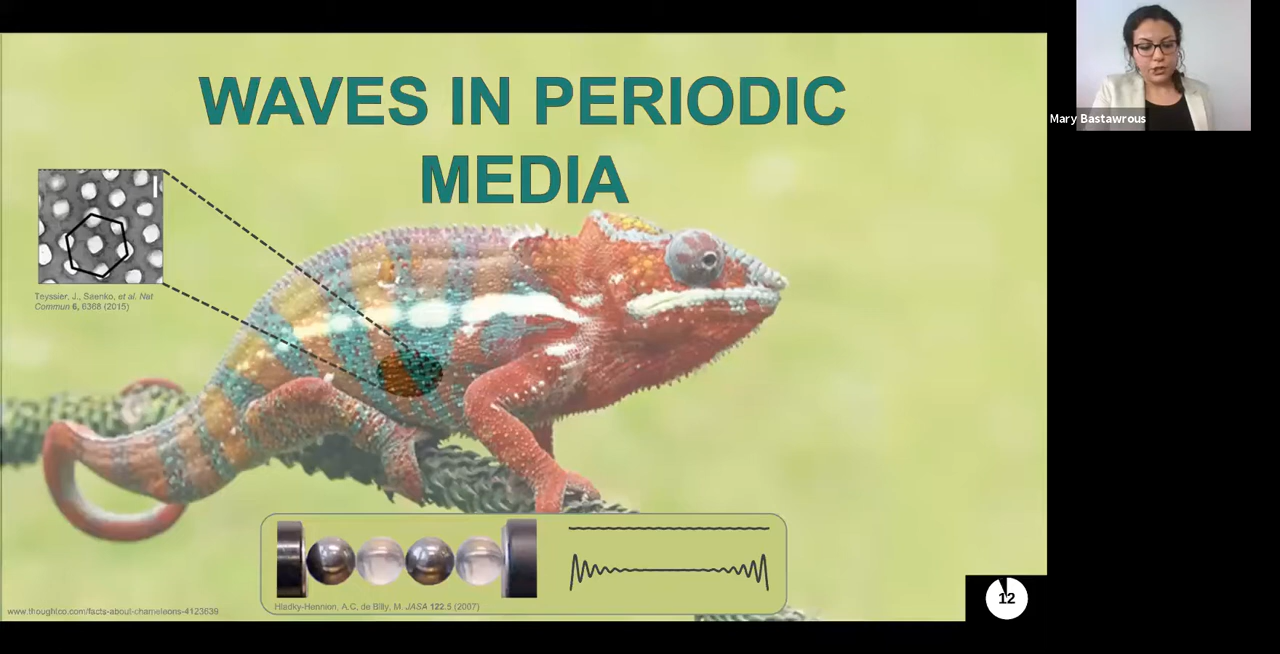 WAVES IN PERIODIC
MEDIA
Mary Bastawrous
Teyssier, J., Saenko, et al. Nat
Commun 6, 6368 (2015)
Hladky-Hennion, A.C, de Billy, M. JASA 122.5 (2007)
www.thoughtco.com/facts-about-chameleons-4123639
12